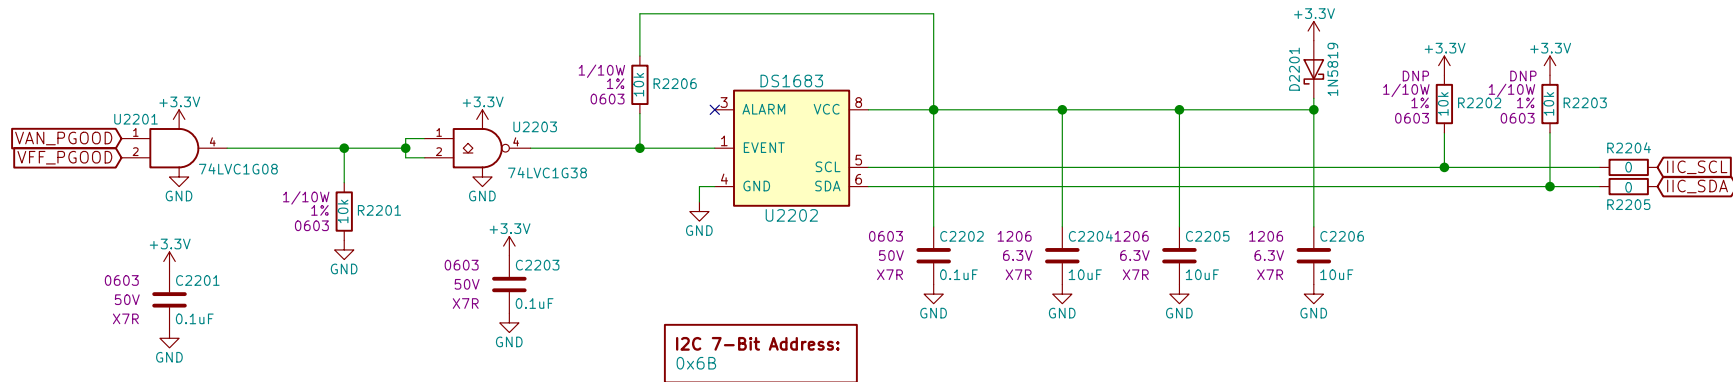 VAN_PGOOD
VFF_PGOOD
U2201
+3.3V
1
2
4
74LVC1G08
GND
+3.3V
0603
50V
X7R
C2201
0.1uF
GND
1/10W
1%
0603
10k
R2201
GND
+3.3V
U2203
1
2
4
74LVC1G38
GND
+3.3V
0603
50V
X7R
C2203
0.1uF
GND
1/10W
1%
0603
10k
R2206
DS1683
3
ALARM
VCC
8
1
EVENT
4
GND
SCL
5
SDA
6
U2202
GND
I2C 7-Bit Address:
0x6B
0603
50V
X7R
C2202
0.1uF
GND
1206
6.3V
X7R
C2204
10uF
GND
1206
6.3V
X7R
C2205
10uF
GND
1206
6.3V
X7R
C2206
10uF
GND
+3.3V
D2201
1N5819
+3.3V
DNP
1/10W
1%
0603
10k
R2202
+3.3V
DNP
1/10W
1%
0603
10k
R2203
R2204
0
IIC_SCL
0
IIC_SDA
R2205